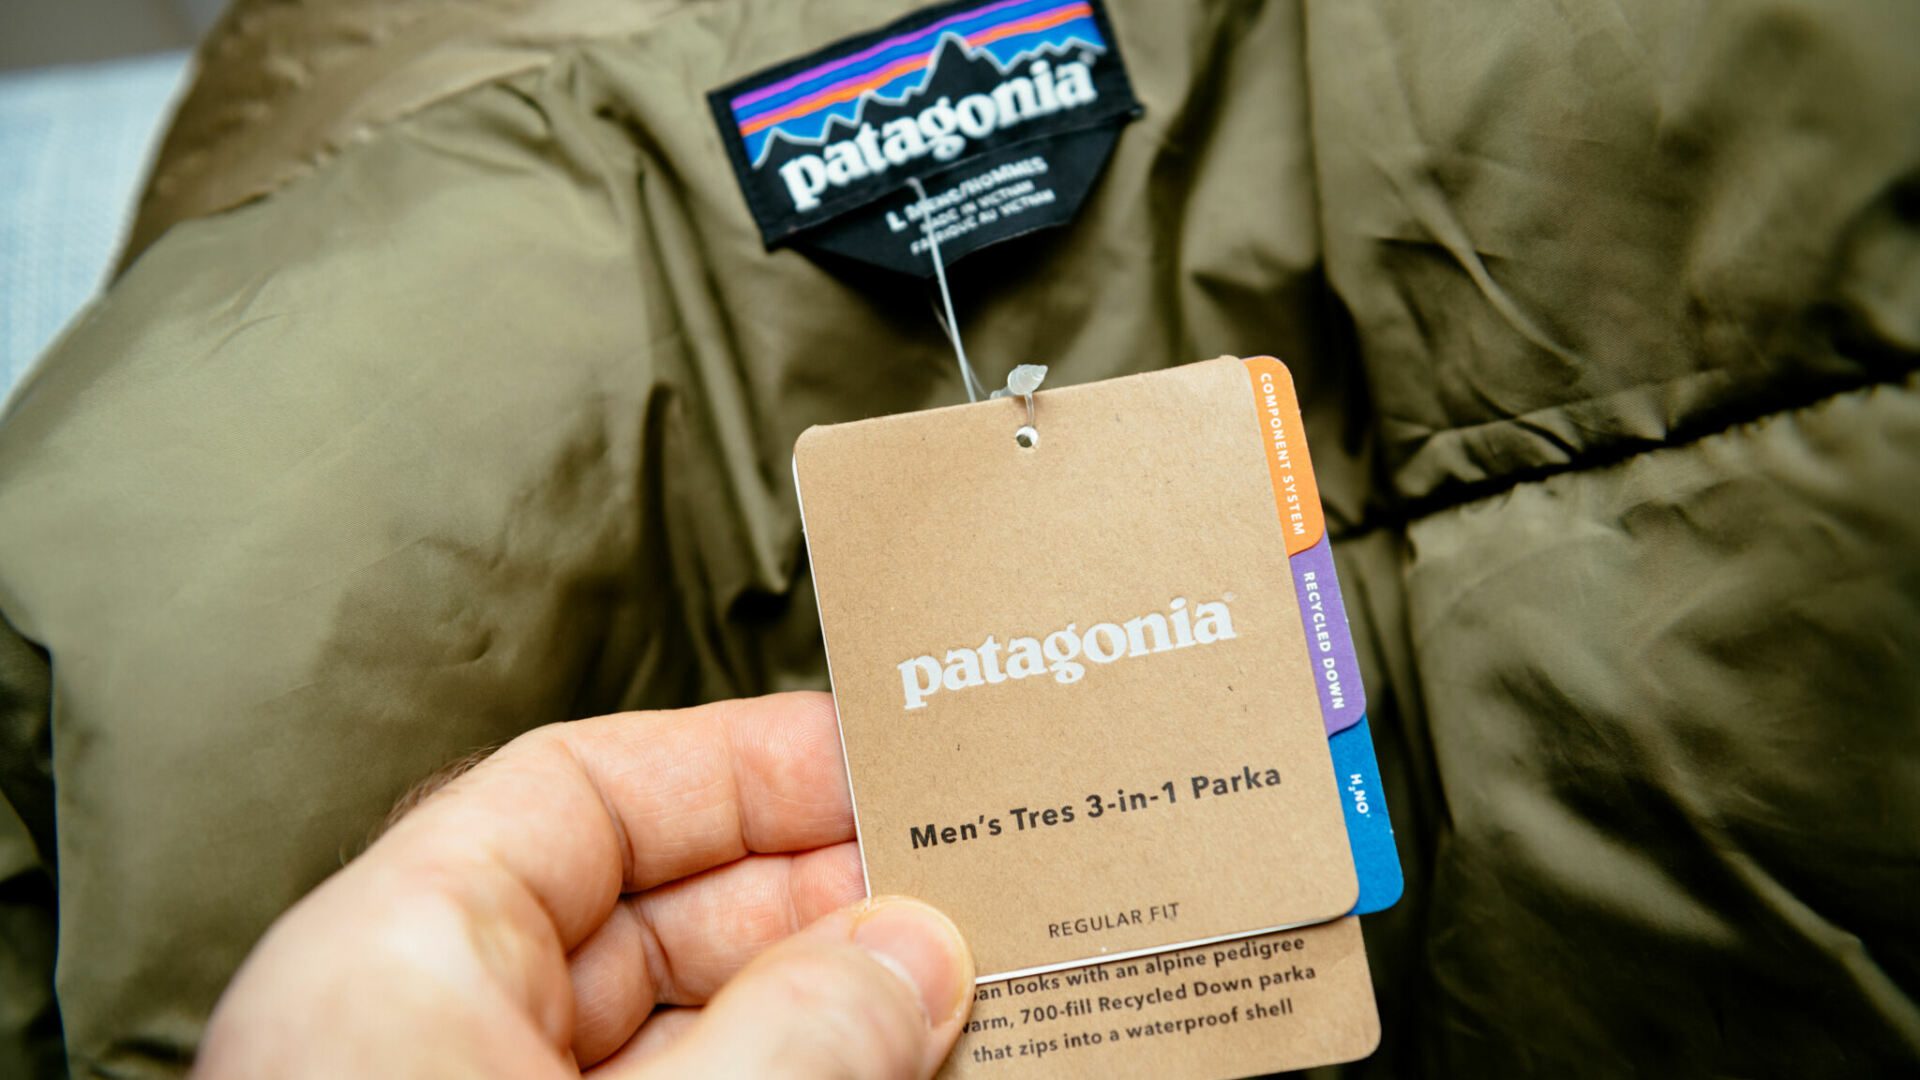 patagonia
L MENS/HOMMES
MADE IN VIETNAM
FABRIQUÉ AU VIETNAM
COMPONENT SYSTEM
RECYCLED DOWN
H₂NO
patagonia
Men's Tres 3-in-1 Parka
REGULAR FIT
looks with an alpine pedigree
700-fill Recycled Down parka
that zips into a waterproof shell